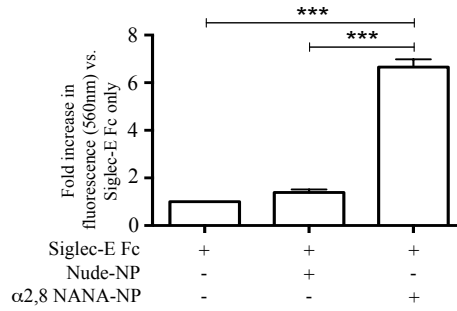 ***
***
8
6
4
2
0
Fold increase in
fluorescence (560nm) vs.
Siglec-E Fc only
Siglec-E Fc + + +
Nude-NP - + -
α2,8 NANA-NP - - +